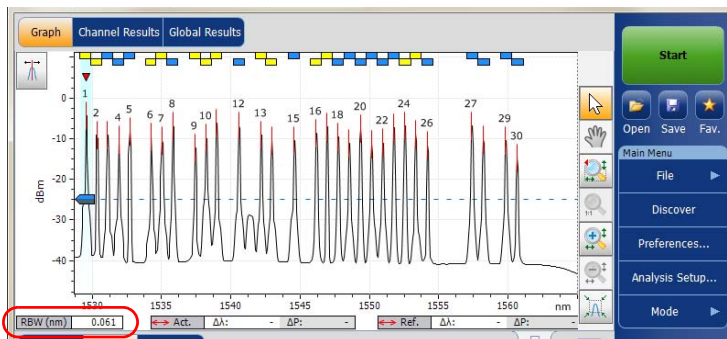 Graph Channel Results Global Results
Start
Open Save Fav.
Main Menu
File
Discover
Preferences...
Analysis Setup...
Mode
dBm
0
-10
-20
-30
-40
1 2 4 5 6 7 8 9 10 12 13 15 16 18 20 22 24 26 27 29 30
1:1
1530 1535 1540 1545 1550 1555 1560 nm
RBW (nm) 0.061 Act. Δλ: - ΔP: - Ref. Δλ: - ΔP: -